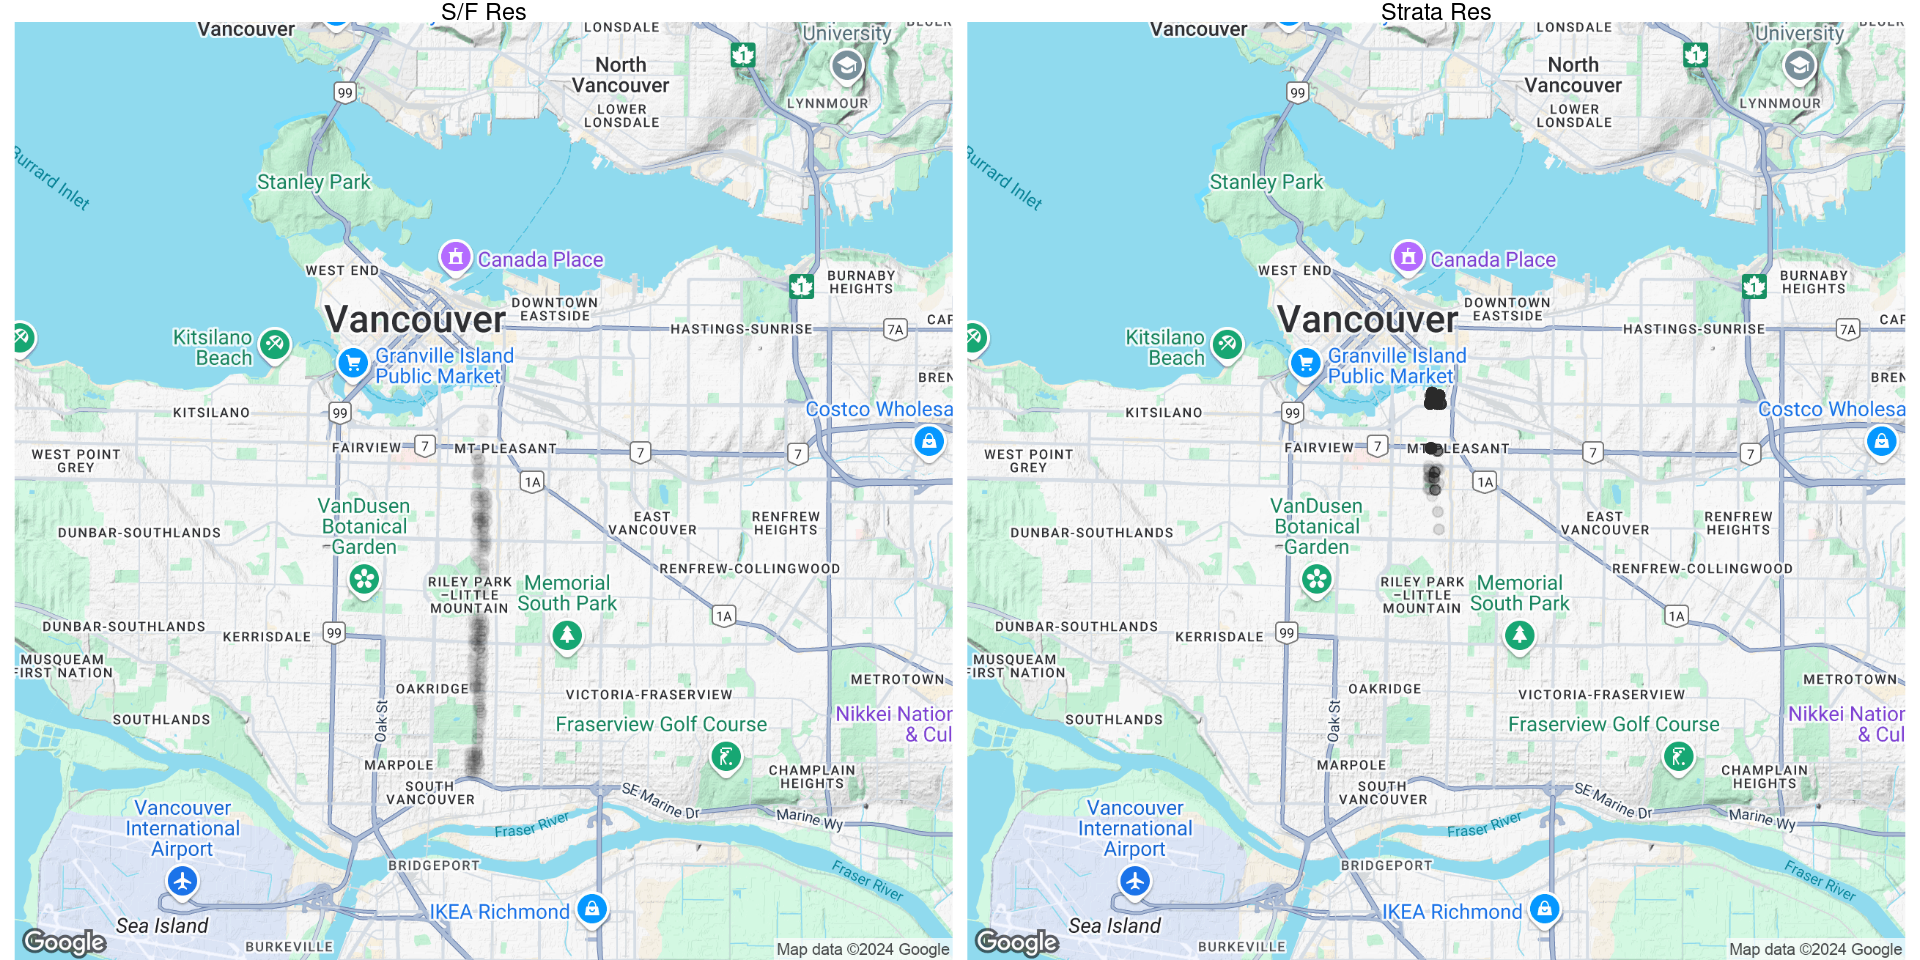 S/F Res
Vancouver
LONSDALE
University
North
Vancouver
1
99
LYNNMOUR
LOWER
LONSDALE
Burrard Inlet
Stanley Park
Canada Place
WEST END
BURNABY
HEIGHTS
1
DOWNTOWN
EASTSIDE
Vancouver
HASTINGS-SUNRISE
7A
CAP
Kitsilano
Beach
Granville Island
Public Market
BREN
KITSILANO
99
Costco Wholesa
FAIRVIEW
7
MT PLEASANT
7
7
WEST POINT
GREY
1A
VanDusen
Botanical
Garden
EAST
VANCOUVER
RENFREW
HEIGHTS
DUNBAR-SOUTHLANDS
RENFREW-COLLINGWOOD
RILEY PARK
–LITTLE
MOUNTAIN
Memorial
South Park
1A
DUNBAR-SOUTHLANDS
KERRISDALE
99
MUSQUEAM
FIRST NATION
OAKRIDGE
VICTORIA-FRASERVIEW
METROTOWN
SOUTHLANDS
Oak St
Fraserview Golf Course
Nikkei Nation
& Cul
MARPOLE
CHAMPLAIN
HEIGHTS
SOUTH
VANCOUVER
SE Marine Dr
Marine Wy
Vancouver
International
Airport
Fraser River
BRIDGEPORT
Fraser River
IKEA Richmond
Sea Island
Google
BURKEVILLE
Map data ©2024 Google
Strata Res
Vancouver
LONSDALE
University
North
Vancouver
1
99
LYNNMOUR
LOWER
LONSDALE
Burrard Inlet
Stanley Park
Canada Place
WEST END
BURNABY
HEIGHTS
1
DOWNTOWN
EASTSIDE
Vancouver
HASTINGS-SUNRISE
7A
CAP
Kitsilano
Beach
Granville Island
Public Market
BREN
KITSILANO
99
Costco Wholesa
FAIRVIEW
7
MT PLEASANT
7
7
WEST POINT
GREY
1A
VanDusen
Botanical
Garden
EAST
VANCOUVER
RENFREW
HEIGHTS
DUNBAR-SOUTHLANDS
RENFREW-COLLINGWOOD
RILEY PARK
–LITTLE
MOUNTAIN
Memorial
South Park
1A
DUNBAR-SOUTHLANDS
KERRISDALE
99
MUSQUEAM
FIRST NATION
OAKRIDGE
VICTORIA-FRASERVIEW
METROTOWN
SOUTHLANDS
Oak St
Fraserview Golf Course
Nikkei Nation
& Cul
MARPOLE
CHAMPLAIN
HEIGHTS
SOUTH
VANCOUVER
SE Marine Dr
Marine Wy
Vancouver
International
Airport
Fraser River
BRIDGEPORT
Fraser River
IKEA Richmond
Sea Island
Google
BURKEVILLE
Map data ©2024 Google